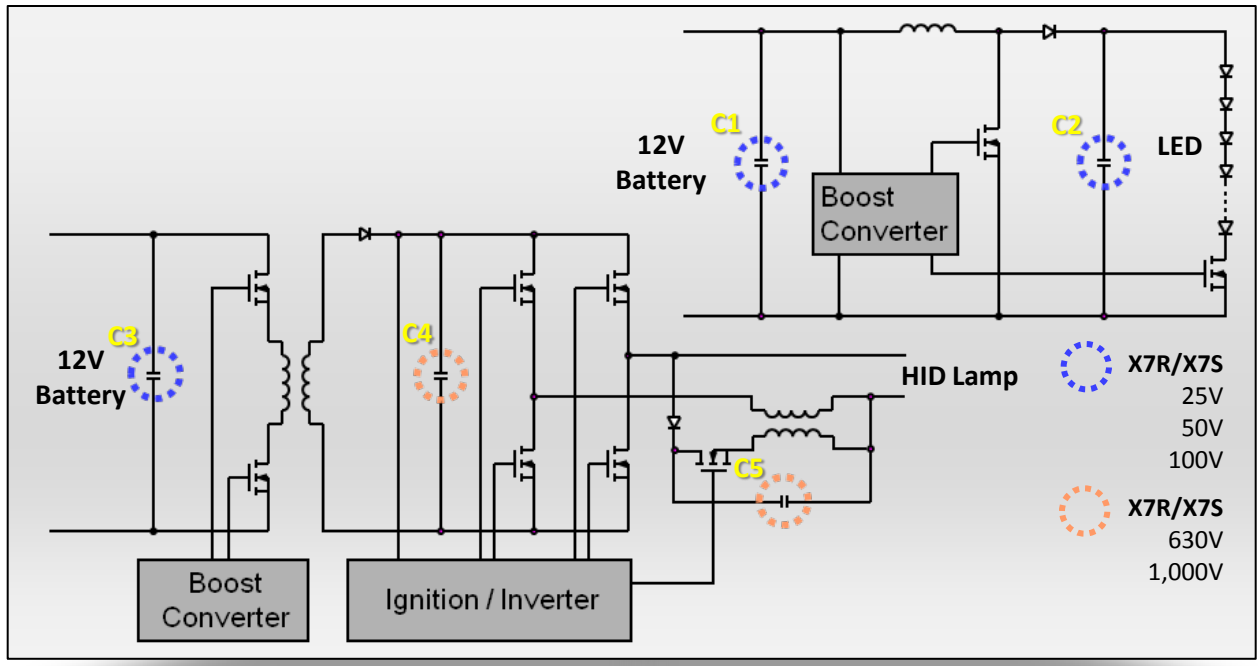 C1
C2
12V
Battery
LED
Boost
Converter
C3
C4
12V
Battery
HID Lamp
C5
X7R/X7S
25V
50V
100V
X7R/X7S
630V
1,000V
Boost
Converter
Ignition / Inverter